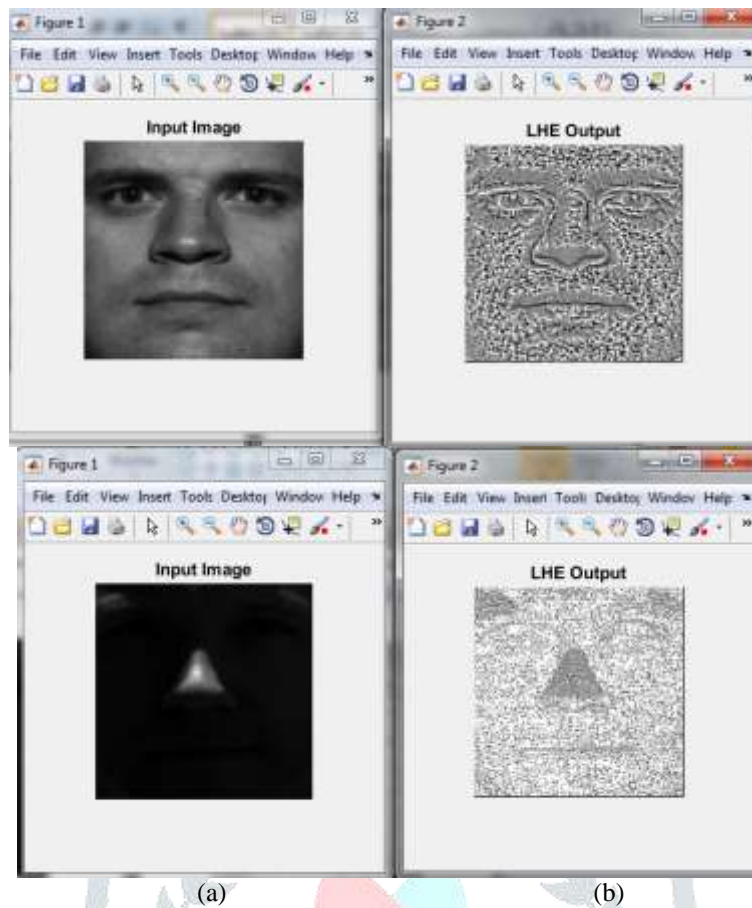 Figure 1
File Edit View Insert Tools Desktop Window Help
Input Image
Figure 2
File Edit View Insert Tools Desktop Window Help
LHE Output
Figure 1
File Edit View Insert Tools Desktop Window Help
Input Image
Figure 2
File Edit View Insert Tools Desktop Window Help
LHE Output
(a) (b)